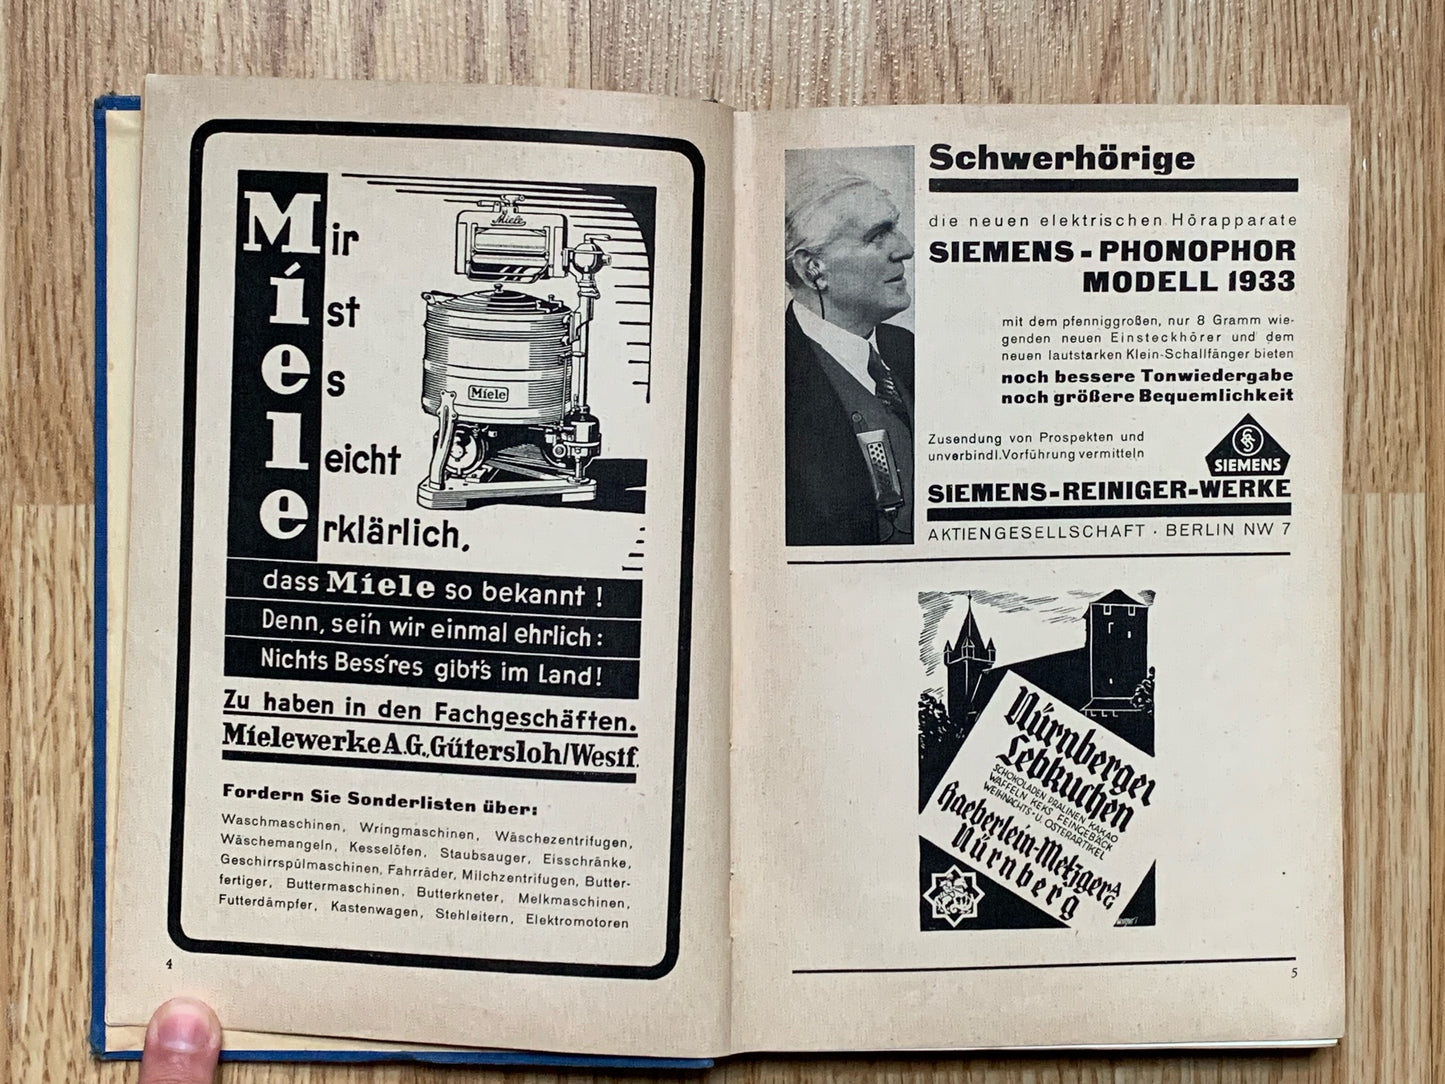 Mir
ist
es
leicht
erklärlich,
Miele
Miele
dass Miele so bekannt!
Denn, sei'n wir einmal ehrlich:
Nichts Bess'res gibt's im Land!
Zu haben in den Fachgeschäften.
Mielewerke A.G., Gütersloh/Westf.
Fordern Sie Sonderlisten über:
Waschmaschinen, Wringmaschinen, Wäschezentrifugen,
Wäschemangeln, Kesselöfen, Staubsauger, Eisschränke,
Geschirrspülmaschinen, Fahrräder, Milchzentrifugen, Butter-
fertiger, Buttermaschinen, Butterkneter, Melkmaschinen,
Futterdämpfer, Kastenwagen, Stehleitern, Elektromotoren
4
Schwerhörige
die neuen elektrischen Hörapparate
SIEMENS-PHONOPHOR
MODELL 1933
mit dem pfenniggroßen, nur 8 Gramm wie-
genden neuen Einsteckhörer und dem
neuen lautstarken Klein-Schallfänger bieten
noch bessere Tonwiedergabe
noch größere Bequemlichkeit
Zusendung von Prospekten und
unverbindl. Vorführung vermitteln
SIEMENS
SIEMENS-REINIGER-WERKE
AKTIENGESELLSCHAFT · BERLIN NW 7
Nürnberger
Lebkuchen
SCHOKOLADEN PRALINEN KAKAO
WAFFELN KEKS FEINGEBÄCK
WEIHNACHTS- U. OSTERARTIKEL
Haeberlein-Metzger AG
Nürnberg
5